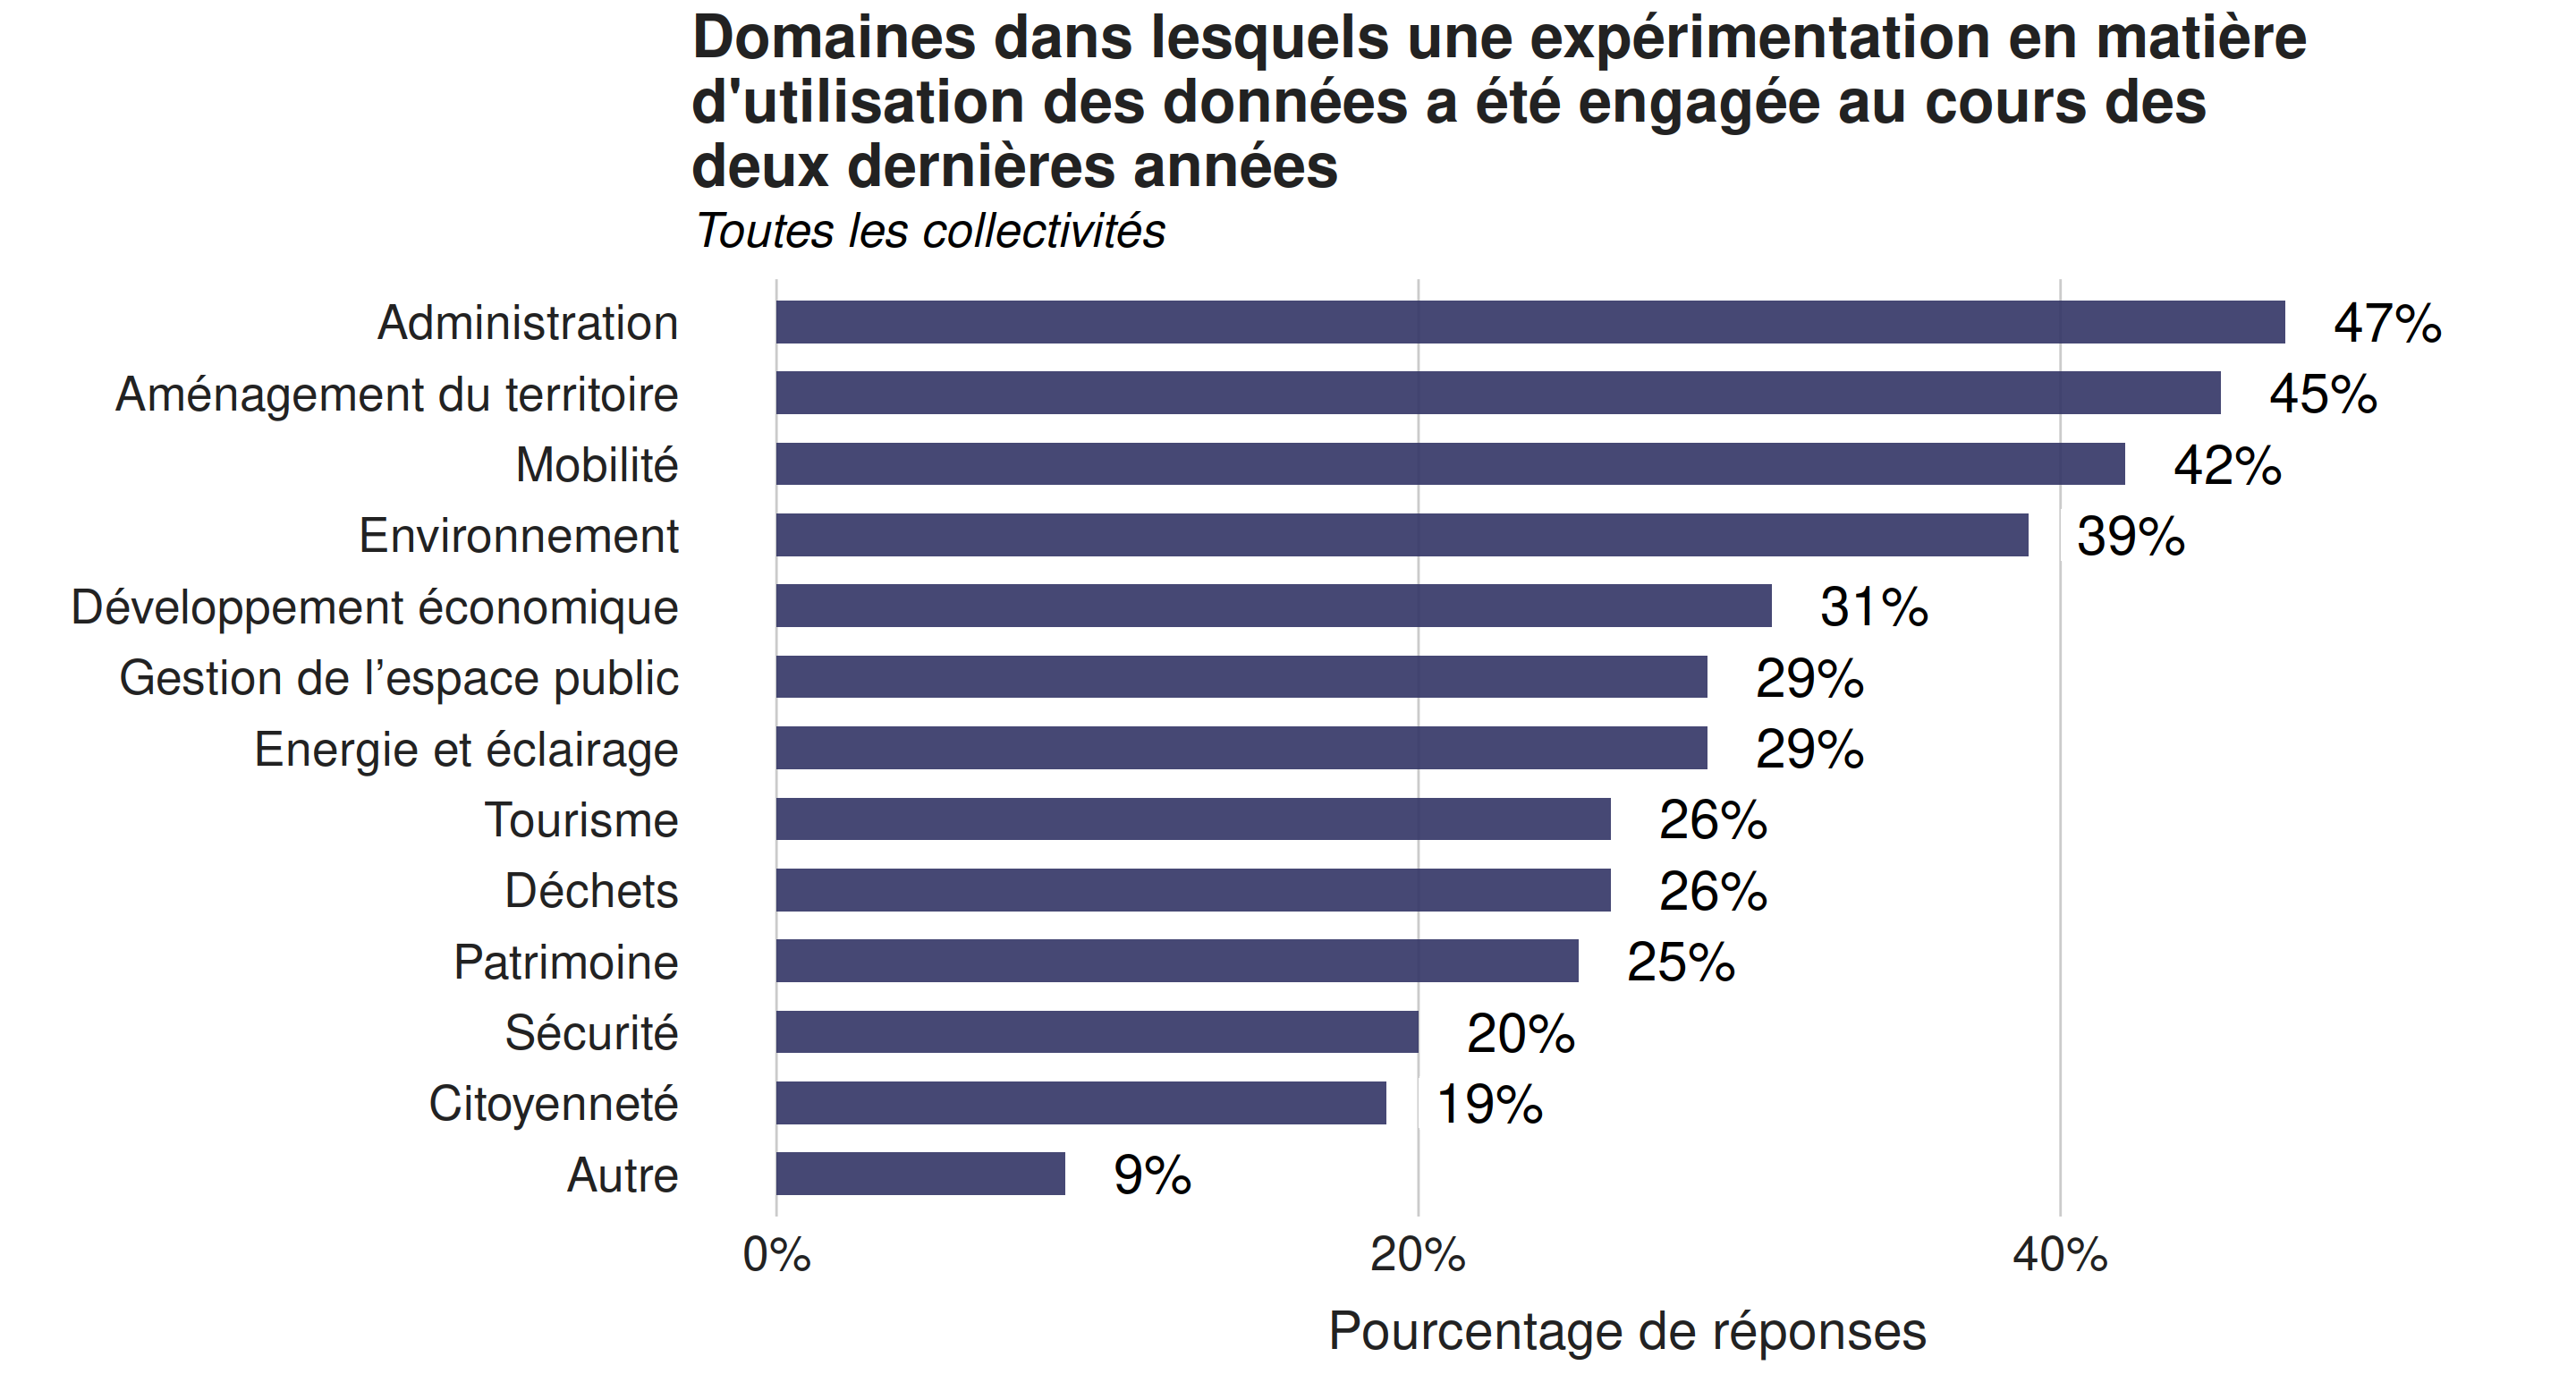 Domaines dans lesquels une expérimentation en matière
d'utilisation des données a été engagée au cours des
deux dernières années
Toutes les collectivités
Administration 47%
Aménagement du territoire 45%
Mobilité 42%
Environnement 39%
Développement économique 31%
Gestion de l’espace public 29%
Energie et éclairage 29%
Tourisme 26%
Déchets 26%
Patrimoine 25%
Sécurité 20%
Citoyenneté 19%
Autre 9%
0% 20% 40%
Pourcentage de réponses